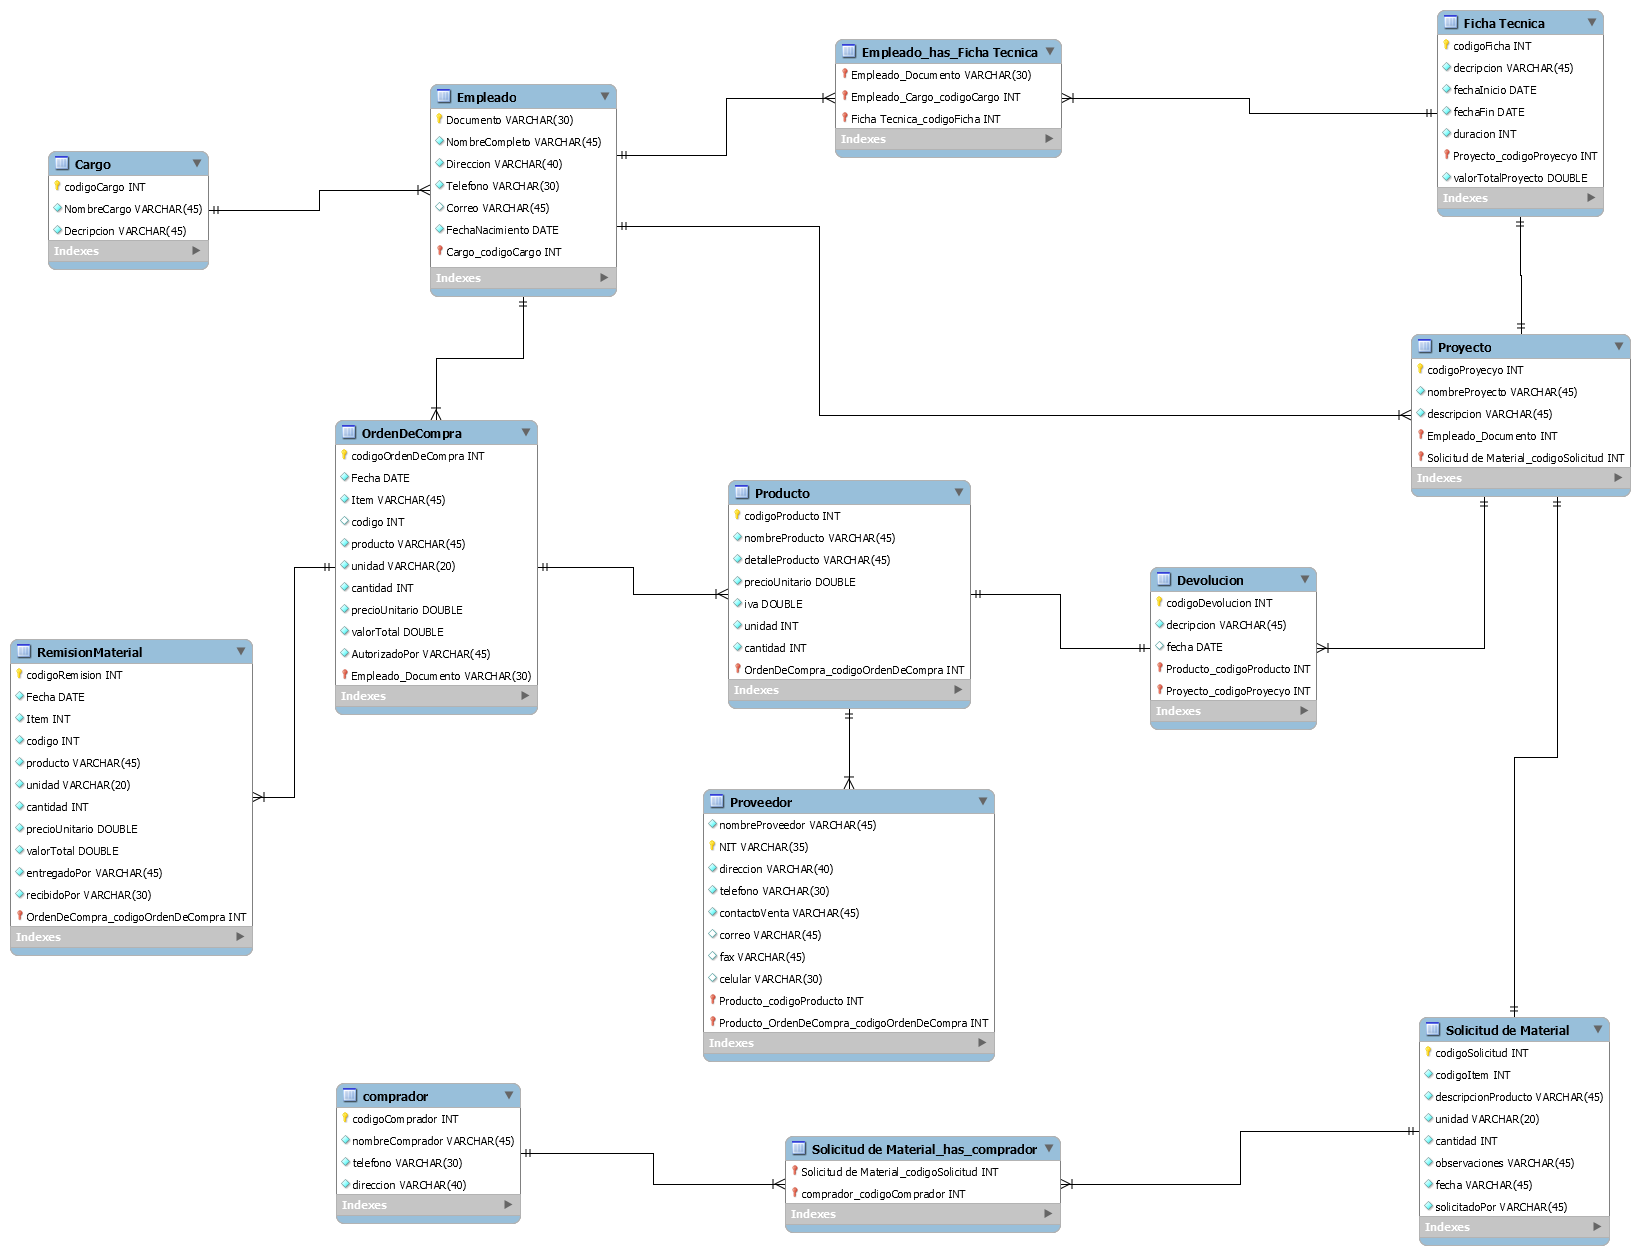 Ficha Tecnica
codigoFicha INT
decripcion VARCHAR(45)
fechaInicio DATE
fechaFin DATE
duracion INT
Proyecto_codigoProyecyo INT
valorTotalProyecto DOUBLE
Indexes
Empleado_has_Ficha Tecnica
Empleado_Documento VARCHAR(30)
Empleado_Cargo_codigoCargo INT
Ficha Tecnica_codigoFicha INT
Indexes
Empleado
Documento VARCHAR(30)
NombreCompleto VARCHAR(45)
Direccion VARCHAR(40)
Telefono VARCHAR(30)
Correo VARCHAR(45)
FechaNacimiento DATE
Cargo_codigoCargo INT
Indexes
Cargo
codigoCargo INT
NombreCargo VARCHAR(45)
Decripcion VARCHAR(45)
Indexes
Proyecto
codigoProyecyo INT
nombreProyecto VARCHAR(45)
descripcion VARCHAR(45)
Empleado_Documento INT
Solicitud de Material_codigoSolicitud INT
Indexes
OrdenDeCompra
codigoOrdenDeCompra INT
Fecha DATE
Item VARCHAR(45)
codigo INT
producto VARCHAR(45)
unidad VARCHAR(20)
cantidad INT
precioUnitario DOUBLE
valorTotal DOUBLE
AutorizadoPor VARCHAR(45)
Empleado_Documento VARCHAR(30)
Indexes
Producto
codigoProducto INT
nombreProducto VARCHAR(45)
detalleProducto VARCHAR(45)
precioUnitario DOUBLE
iva DOUBLE
unidad INT
cantidad INT
OrdenDeCompra_codigoOrdenDeCompra INT
Indexes
Devolucion
codigoDevolucion INT
decripcion VARCHAR(45)
fecha DATE
Producto_codigoProducto INT
Proyecto_codigoProyecyo INT
Indexes
RemisionMaterial
codigoRemision INT
Fecha DATE
Item INT
codigo INT
producto VARCHAR(45)
unidad VARCHAR(20)
cantidad INT
precioUnitario DOUBLE
valorTotal DOUBLE
entregadoPor VARCHAR(45)
recibidoPor VARCHAR(30)
OrdenDeCompra_codigoOrdenDeCompra INT
Indexes
Proveedor
nombreProveedor VARCHAR(45)
NIT VARCHAR(35)
direccion VARCHAR(40)
telefono VARCHAR(30)
contactoVenta VARCHAR(45)
correo VARCHAR(45)
fax VARCHAR(45)
celular VARCHAR(30)
Producto_codigoProducto INT
Producto_OrdenDeCompra_codigoOrdenDeCompra INT
Indexes
Solicitud de Material
codigoSolicitud INT
codigoItem INT
descripcionProducto VARCHAR(45)
unidad VARCHAR(20)
cantidad INT
observaciones VARCHAR(45)
fecha VARCHAR(45)
solicitadoPor VARCHAR(45)
Indexes
comprador
codigoComprador INT
nombreComprador VARCHAR(45)
telefono VARCHAR(30)
direccion VARCHAR(40)
Indexes
Solicitud de Material_has_comprador
Solicitud de Material_codigoSolicitud INT
comprador_codigoComprador INT
Indexes